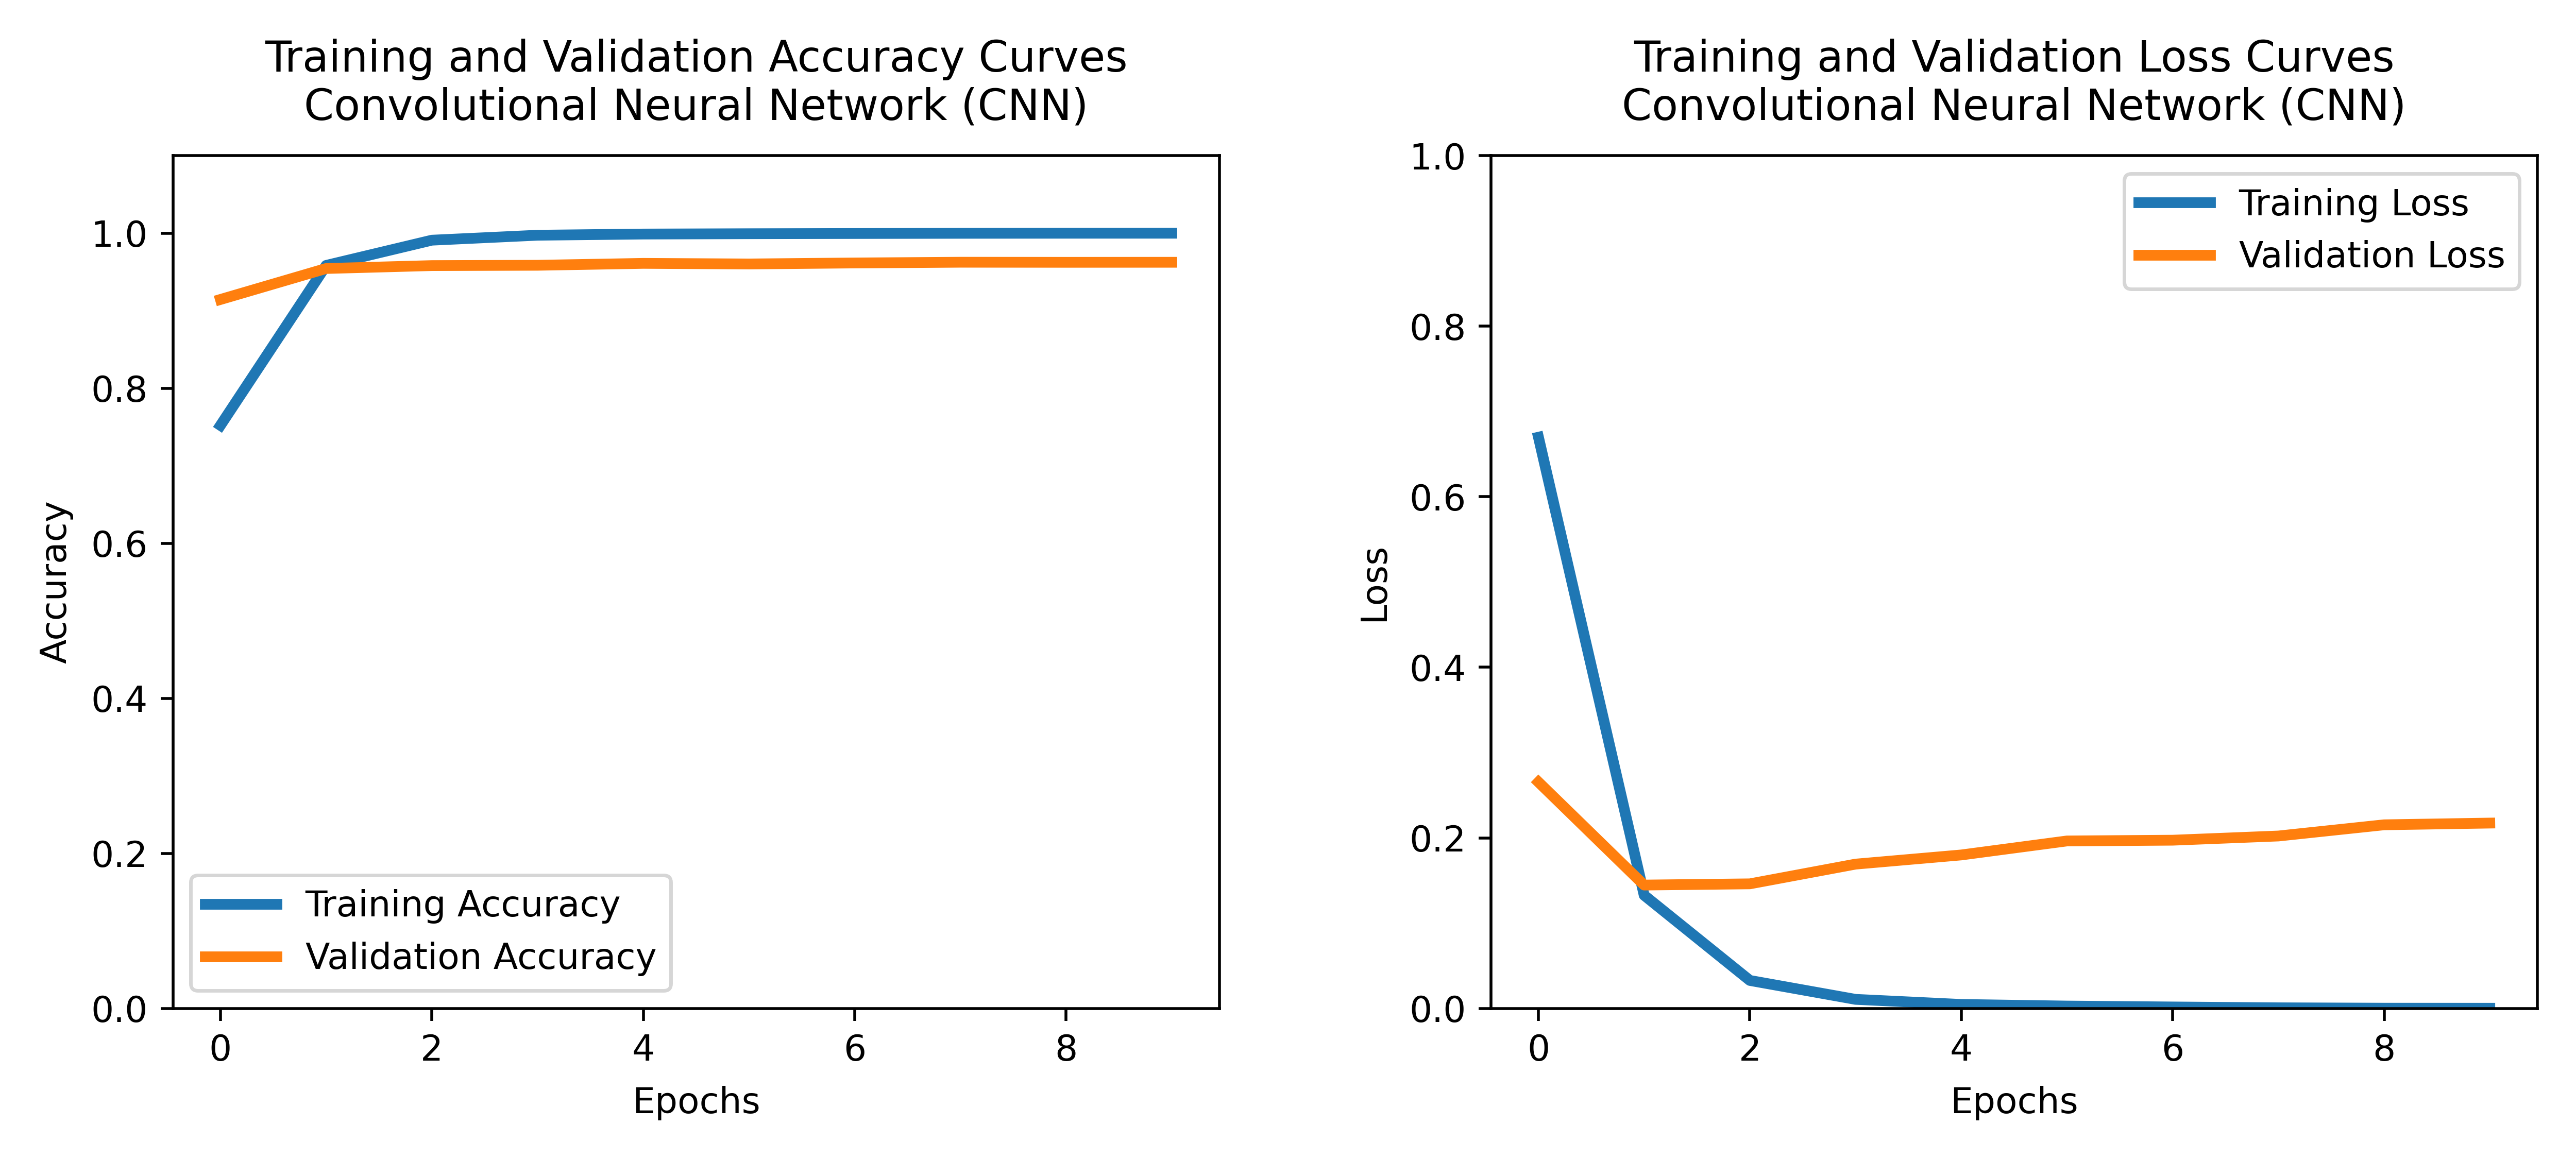 Training and Validation Accuracy Curves
Convolutional Neural Network (CNN)
1.0
0.8
0.6
0.4
0.2
0.0
Accuracy
Training Accuracy
Validation Accuracy
0 2 4 6 8
Epochs
Training and Validation Loss Curves
Convolutional Neural Network (CNN)
1.0
0.8
0.6
0.4
0.2
0.0
Loss
Training Loss
Validation Loss
0 2 4 6 8
Epochs